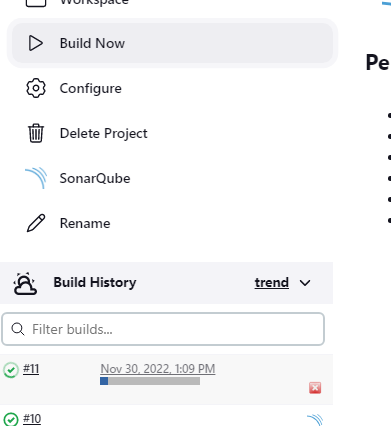 Workspace
Build Now
Pe
Configure
Delete Project
SonarQube
Rename
Build History
trend
Filter builds...
#11
Nov 30, 2022, 1:09 PM
#10